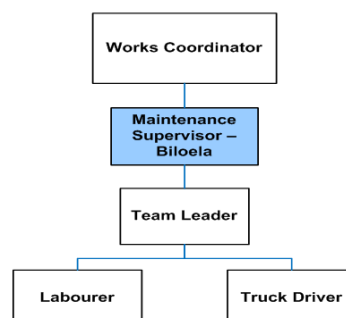 Works Coordinator
Maintenance
Supervisor –
Biloela
Team Leader
Labourer
Truck Driver